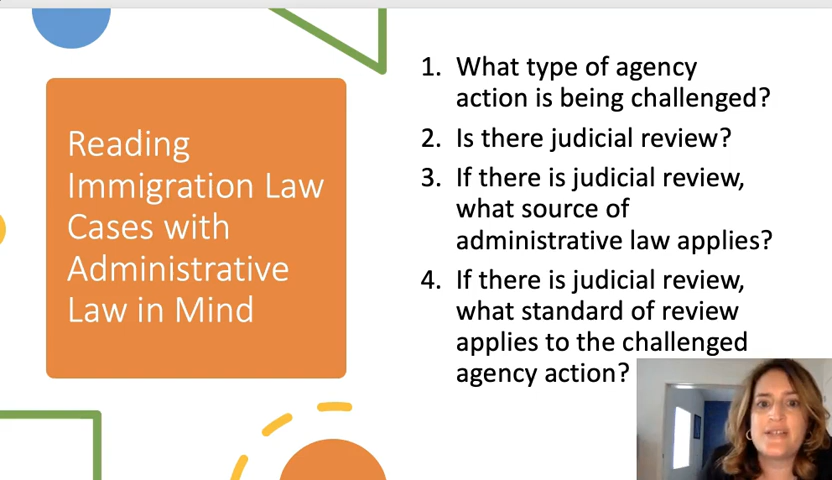 Reading
Immigration Law
Cases with
Administrative
Law in Mind
1. What type of agency
action is being challenged?
2. Is there judicial review?
3. If there is judicial review,
what source of
administrative law applies?
4. If there is judicial review,
what standard of review
applies to the challenged
agency action?